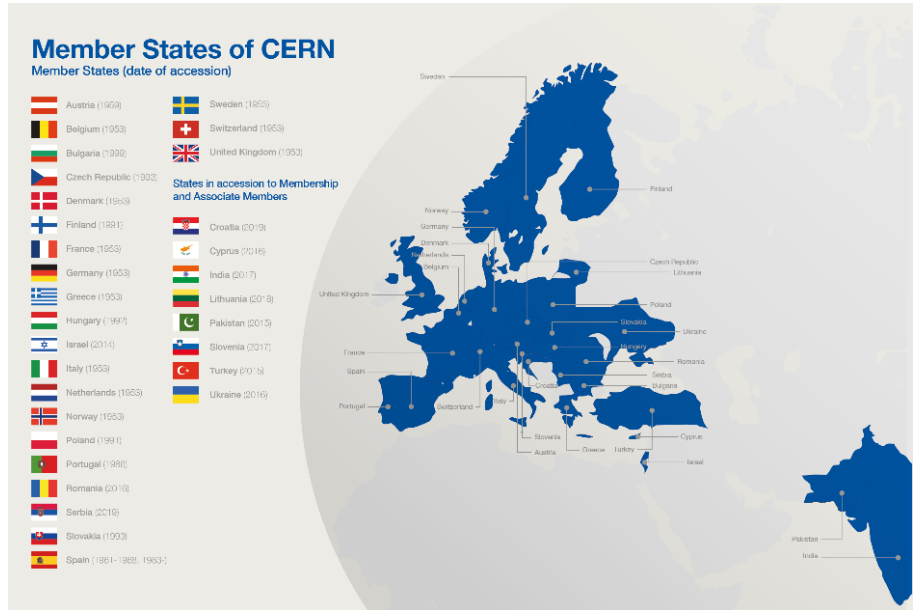 Member States of CERN
Member States (date of accession)
Austria (1959)
Belgium (1953)
Bulgaria (1999)
Czech Republic (1993)
Denmark (1953)
Finland (1991)
France (1953)
Germany (1953)
Greece (1953)
Hungary (1992)
Israel (2014)
Italy (1953)
Netherlands (1953)
Norway (1953)
Poland (1991)
Portugal (1986)
Romania (2016)
Serbia (2019)
Slovakia (1993)
Spain (1961-1968, 1983-)
Sweden (1953)
Switzerland (1953)
United Kingdom (1953)
States in accession to Membership
and Associate Members
Croatia (2019)
Cyprus (2016)
India (2017)
Lithuania (2018)
Pakistan (2015)
Slovenia (2017)
Turkey (2015)
Ukraine (2016)
Sweden
Finland
Norway
Germany
Denmark
Netherlands
Belgium
Czech Republic
Lithuania
United Kingdom
Poland
Slovakia
Ukraine
Hungary
France
Romania
Spain
Serbia
Croatia
Bulgaria
Portugal
Switzerland
Italy
Slovenia
Austria
Greece
Turkey
Cyprus
Israel
Pakistan
India